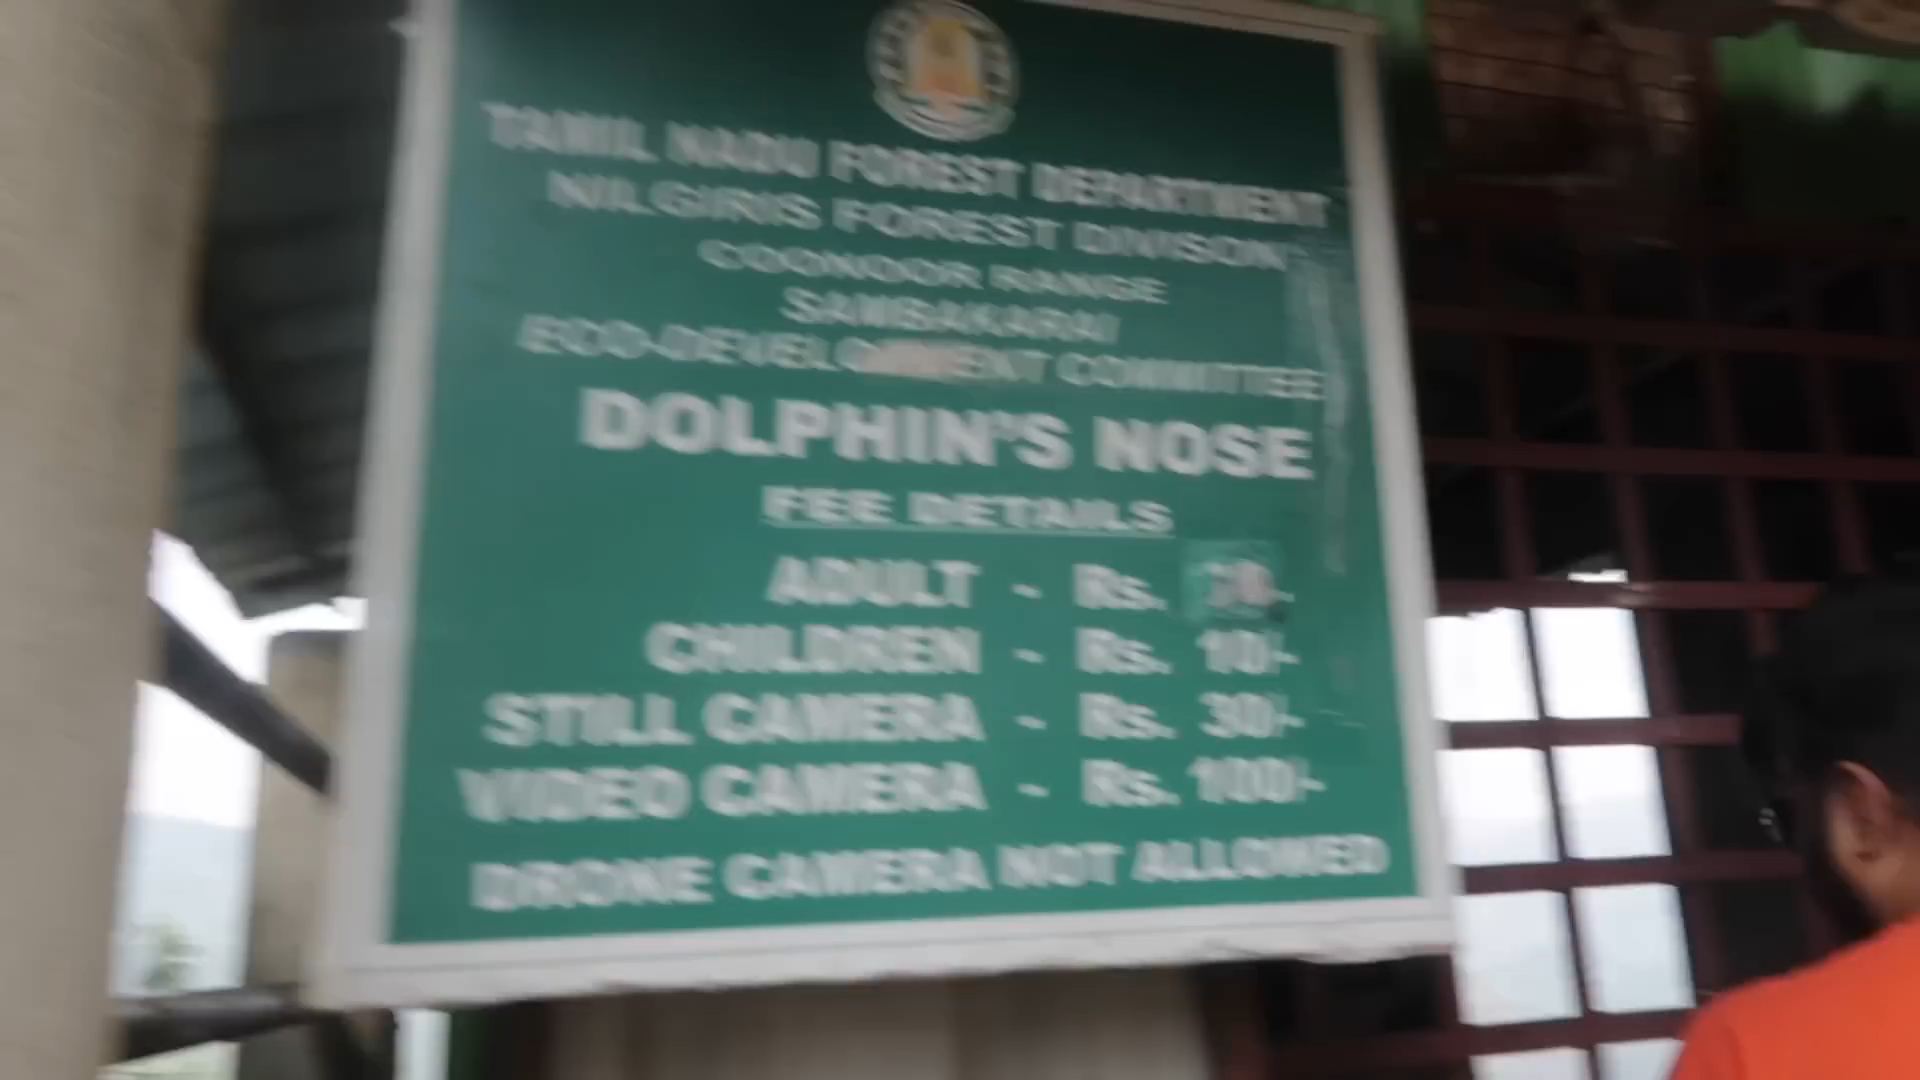 TAMIL NADU FOREST DEPARTMENT
NILGIRIS FOREST DIVISON
COONOOR RANGE
SAMBAKARAI
ECO-DEVELOPMENT COMMITTEE
DOLPHIN'S NOSE
FEE DETAILS
ADULT - Rs.
CHILDREN - Rs. 10/-
STILL CAMERA - Rs. 30/-
VIDEO CAMERA - Rs. 100/-
DRONE CAMERA NOT ALLOWED